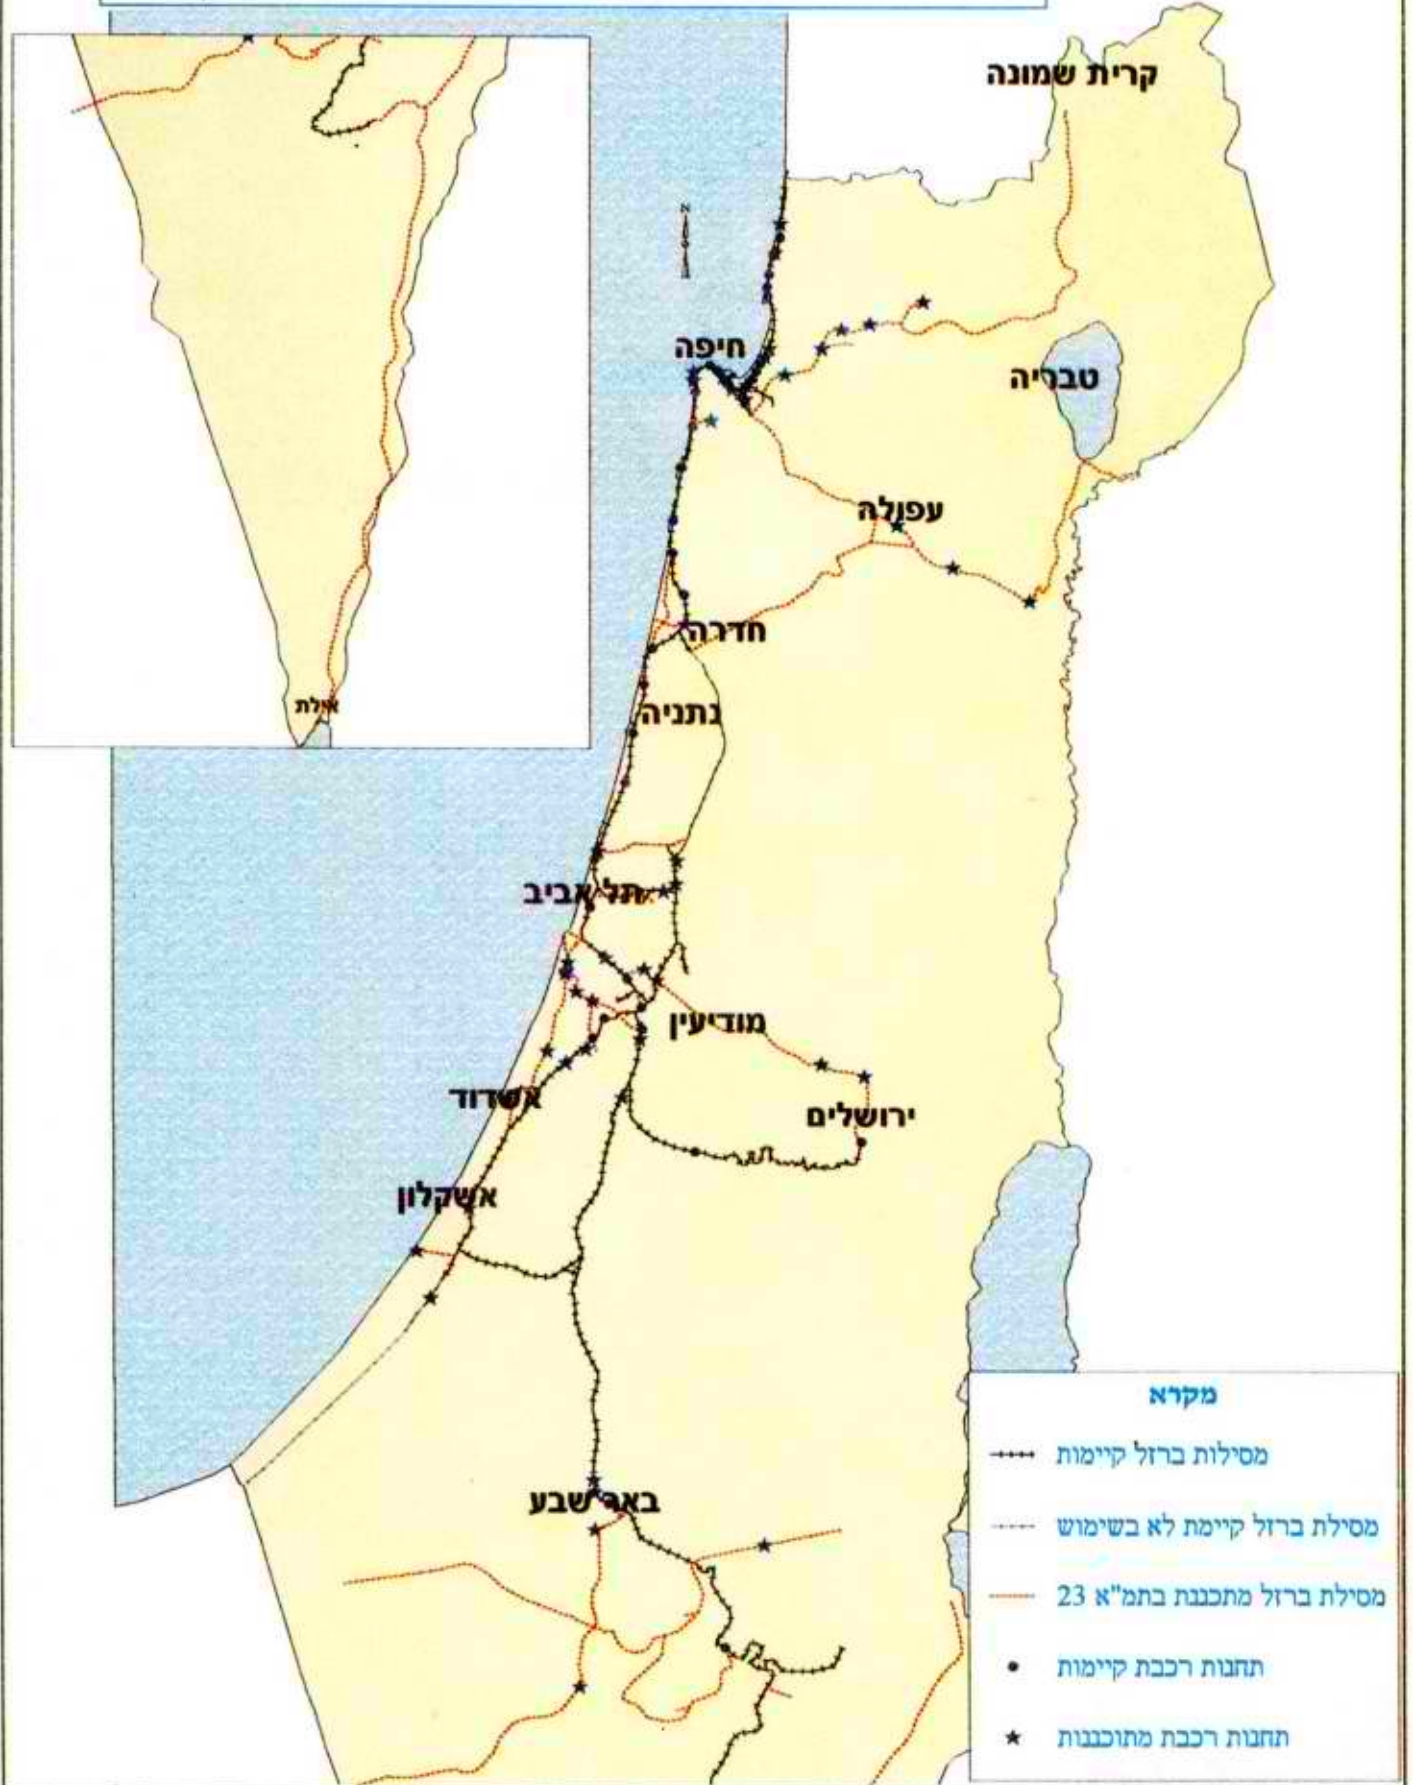 קרית שמונה
N
חיפה
טבריה
עפולה
חדרה
נתניה
אילת
תל אביב
מודיעין
אשדוד
ירושלים
אשקלון
באר שבע
מקרא
מסילות ברזל קיימות
מסילת ברזל קיימת לא בשימוש
מסילת ברזל מתכננת בתמ"א 23
תחנות רכבת קיימות
תחנות רכבת מתוכננות